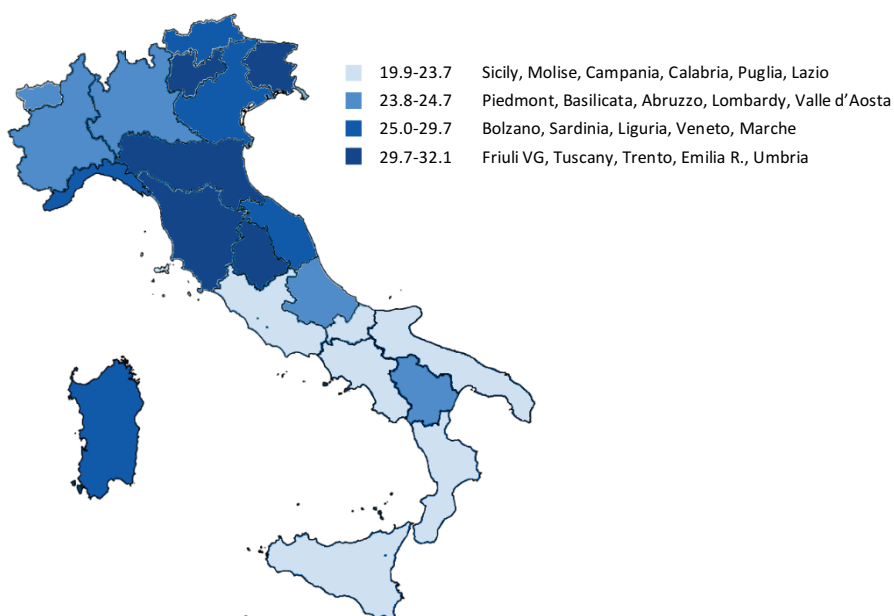 19.9-23.7 Sicily, Molise, Campania, Calabria, Puglia, Lazio
23.8-24.7 Piedmont, Basilicata, Abruzzo, Lombardy, Valle d’Aosta
25.0-29.7 Bolzano, Sardinia, Liguria, Veneto, Marche
29.7-32.1 Friuli VG, Tuscany, Trento, Emilia R., Umbria